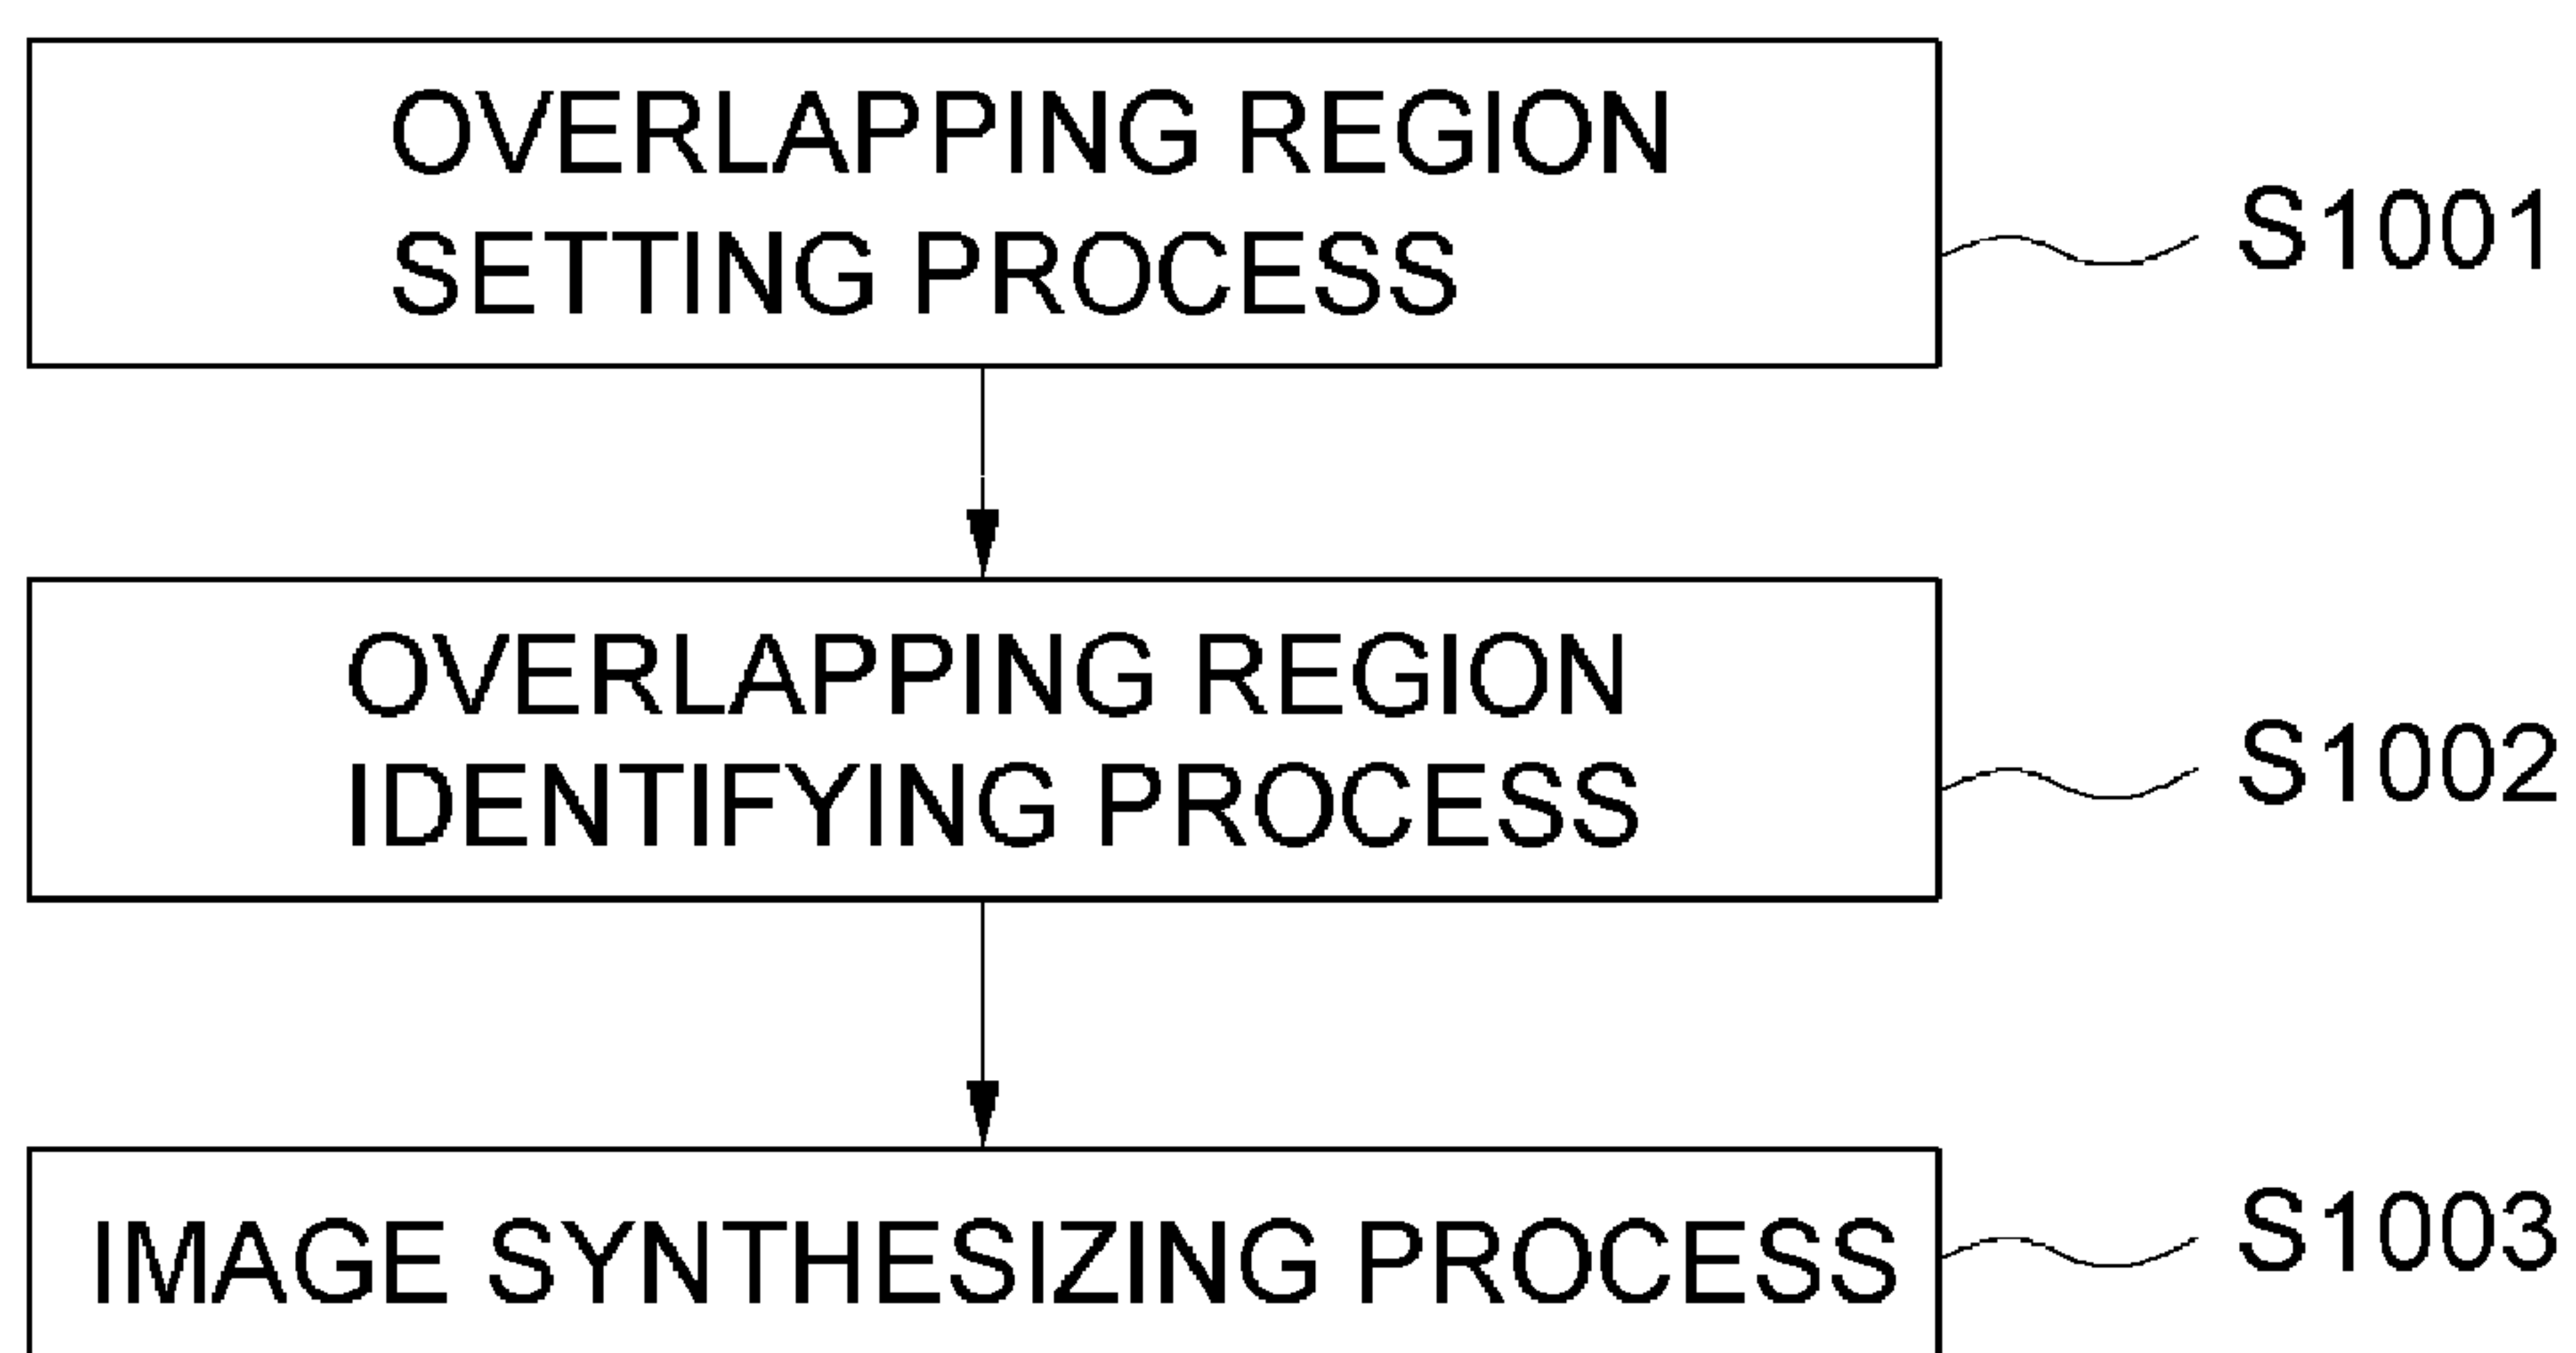 OVERLAPPING REGION
SETTING PROCESS
S1001
OVERLAPPING REGION
IDENTIFYING PROCESS
S1002
IMAGE SYNTHESIZING PROCESS
S1003